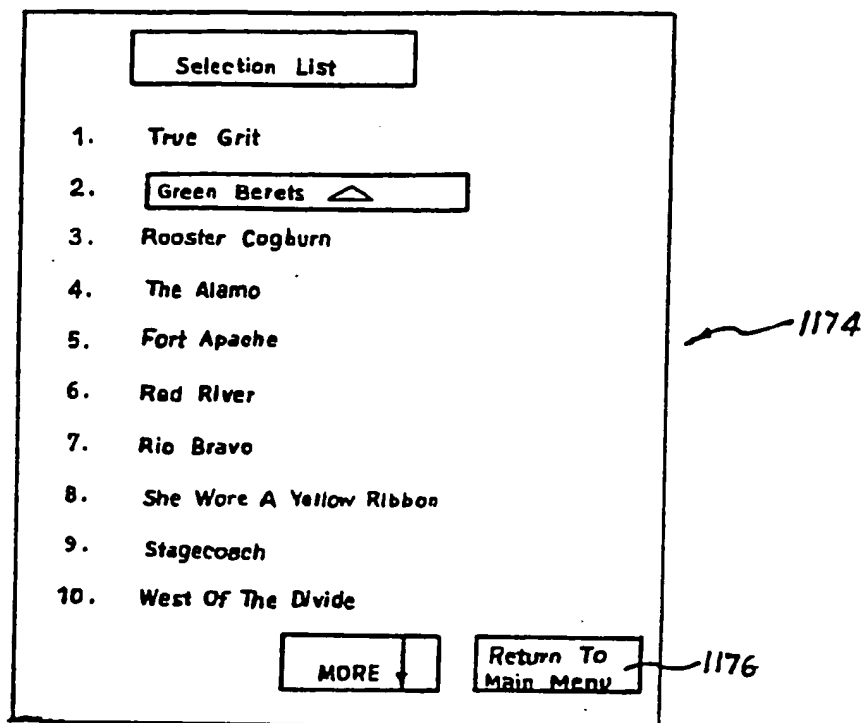 Selection List
1. True Grit
2. Green Berets
3. Rooster Cogburn
4. The Alamo
1174
5. Fort Apache
6. Red River
7. Rio Bravo
8. She Wore A Yellow Ribbon
9. Stagecoach
10. West Of The Divide
MORE
Return To
Main Menu
1176